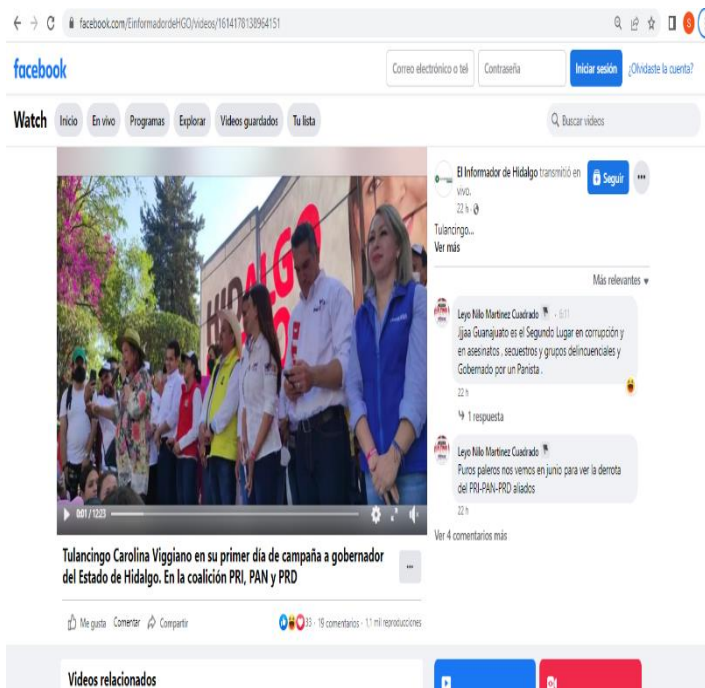 facebook.com/EinformadordeHGO/videos/1614178138964151
facebook
Correo electrónico o tel
Contraseña
Iniciar sesión
¿Olvidaste la cuenta?
Watch
Inicio
En vivo
Programas
Explorar
Videos guardados
Tu lista
Buscar videos
HIDALGO
0:01 / 12:23
El Informador de Hidalgo transmitió en
vivo.
22 h
Seguir
Tulancingo...
Ver más
Más relevantes
Leyo Nilo Martinez Cuadrado · 6:11
Jijaa Guanajuato es el Segundo Lugar en corrupción y
en asesinatos , secuestros y grupos delincuenciales y
Gobernado por un Panista .
22 h
1 respuesta
Leyo Nilo Martinez Cuadrado
Puros paleros nos vemos en junio para ver la derrota
del PRI-PAN-PRD aliados
22 h
Ver 4 comentarios más
Tulancingo Carolina Viggiano en su primer día de campaña a gobernador
del Estado de Hidalgo. En la coalición PRI, PAN y PRD
Me gusta
Comentar
Compartir
33 · 19 comentarios · 1.1 mil reproducciones
Videos relacionados